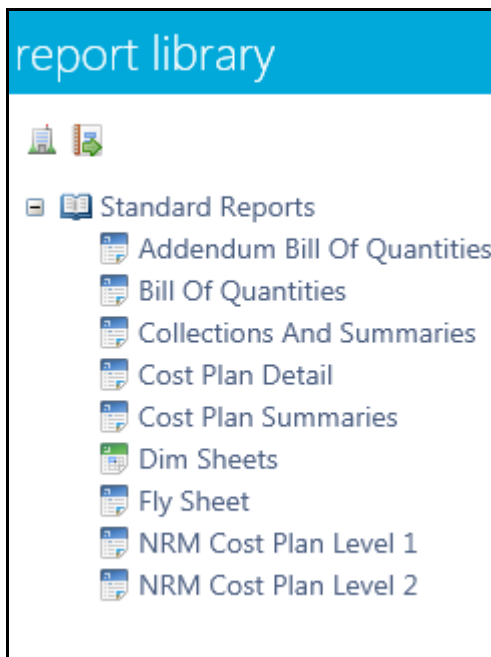 report library
Standard Reports
Addendum Bill Of Quantities
Bill Of Quantities
Collections And Summaries
Cost Plan Detail
Cost Plan Summaries
Dim Sheets
Fly Sheet
NRM Cost Plan Level 1
NRM Cost Plan Level 2